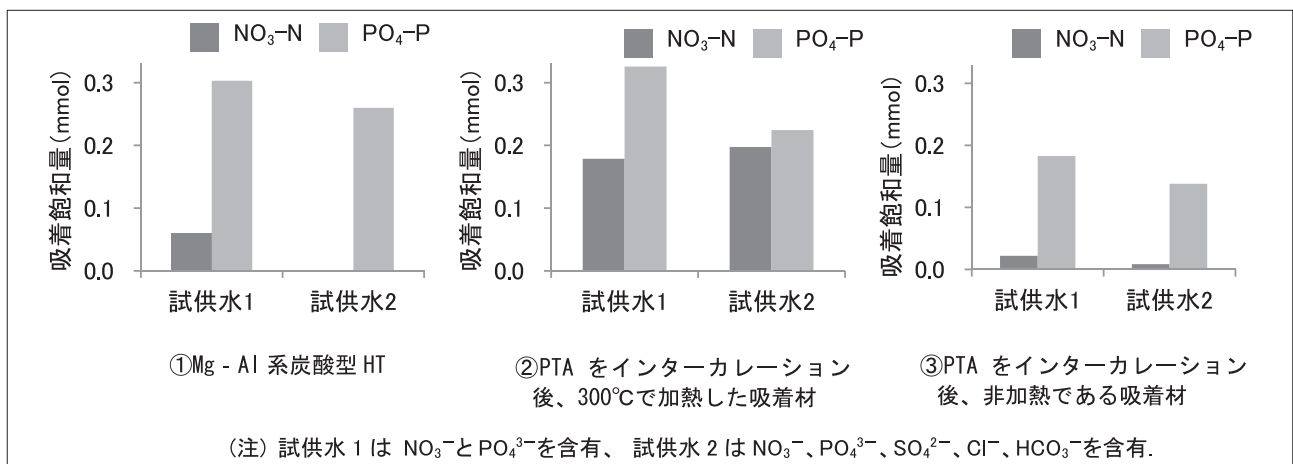 NO₃-N PO₄-P
吸着飽和量(mmol)
0.3
0.2
0.1
0.0
試供水1 試供水2
①Mg‐Al 系炭酸型 HT
NO₃-N PO₄-P
吸着飽和量(mmol)
0.3
0.2
0.1
0.0
試供水1 試供水2
②PTA をインターカレーション
後、300℃で加熱した吸着材
NO₃-N PO₄-P
吸着飽和量(mmol)
0.3
0.2
0.1
0.0
試供水1 試供水2
③PTA をインターカレーション
後、非加熱である吸着材
(注) 試供水 1 は NO₃⁻とPO₄³⁻を含有、 試供水 2 は NO₃⁻、PO₄³⁻、SO₄²⁻、Cl⁻、HCO₃⁻を含有.